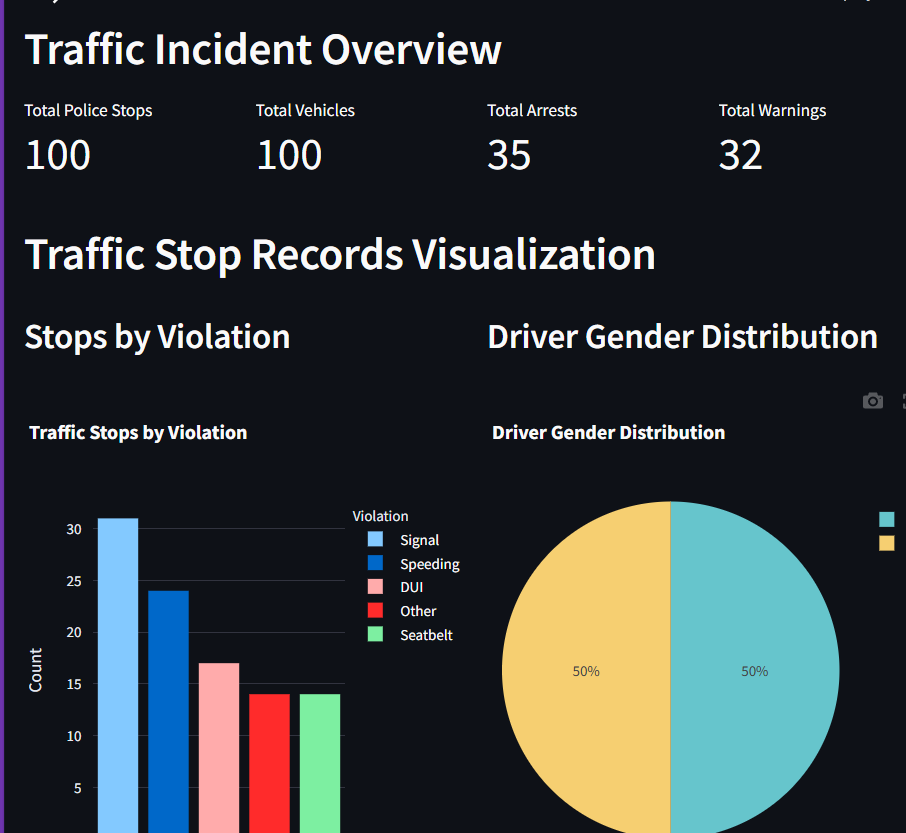 Traffic Incident Overview
Total Police Stops Total Vehicles Total Arrests Total Warnings
100 100 35 32
Traffic Stop Records Visualization
Stops by Violation Driver Gender Distribution
Traffic Stops by Violation Driver Gender Distribution
Violation
Signal
Speeding
DUI
Other
Seatbelt
Count
30
25
20
15
10
5
50% 50%